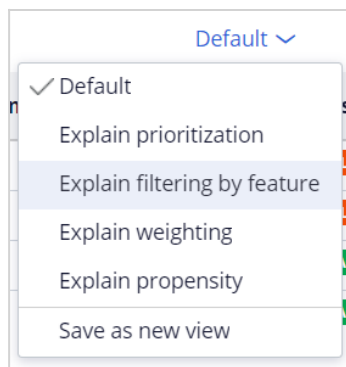 Default
Default
Explain prioritization
Explain filtering by feature
Explain weighting
Explain propensity
Save as new view